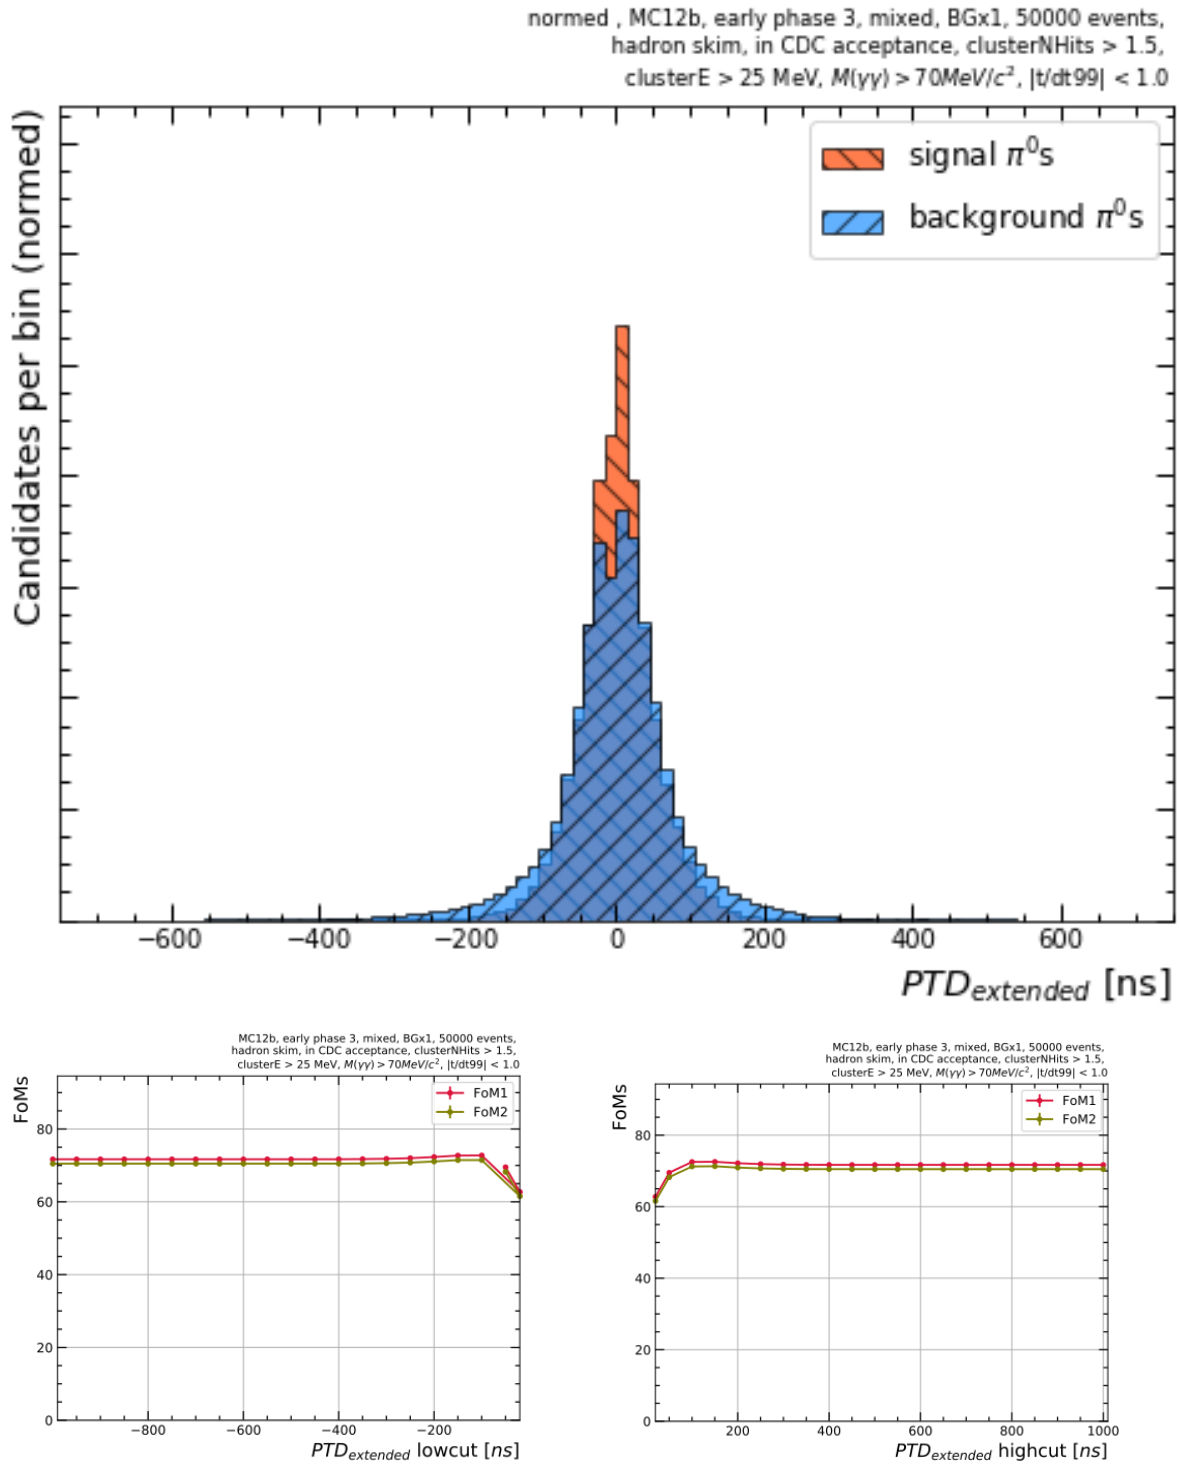 normed , MC12b, early phase 3, mixed, BGx1, 50000 events,
hadron skim, in CDC acceptance, clusterNHits > 1.5,
clusterE > 25 MeV, M(γγ) > 70MeV/c², |t/dt99| < 1.0
Candidates per bin (normed)
signal π⁰s
background π⁰s
−600 −400 −200 0 200 400 600
PTD_extended [ns]
MC12b, early phase 3, mixed, BGx1, 50000 events,
hadron skim, in CDC acceptance, clusterNHits > 1.5,
clusterE > 25 MeV, M(γγ) > 70MeV/c², |t/dt99| < 1.0
FoMs
FoM1
FoM2
80
60
40
20
0
−800 −600 −400 −200
PTD_extended lowcut [ns]
MC12b, early phase 3, mixed, BGx1, 50000 events,
hadron skim, in CDC acceptance, clusterNHits > 1.5,
clusterE > 25 MeV, M(γγ) > 70MeV/c², |t/dt99| < 1.0
FoMs
FoM1
FoM2
80
60
40
20
0
200 400 600 800 1000
PTD_extended highcut [ns]